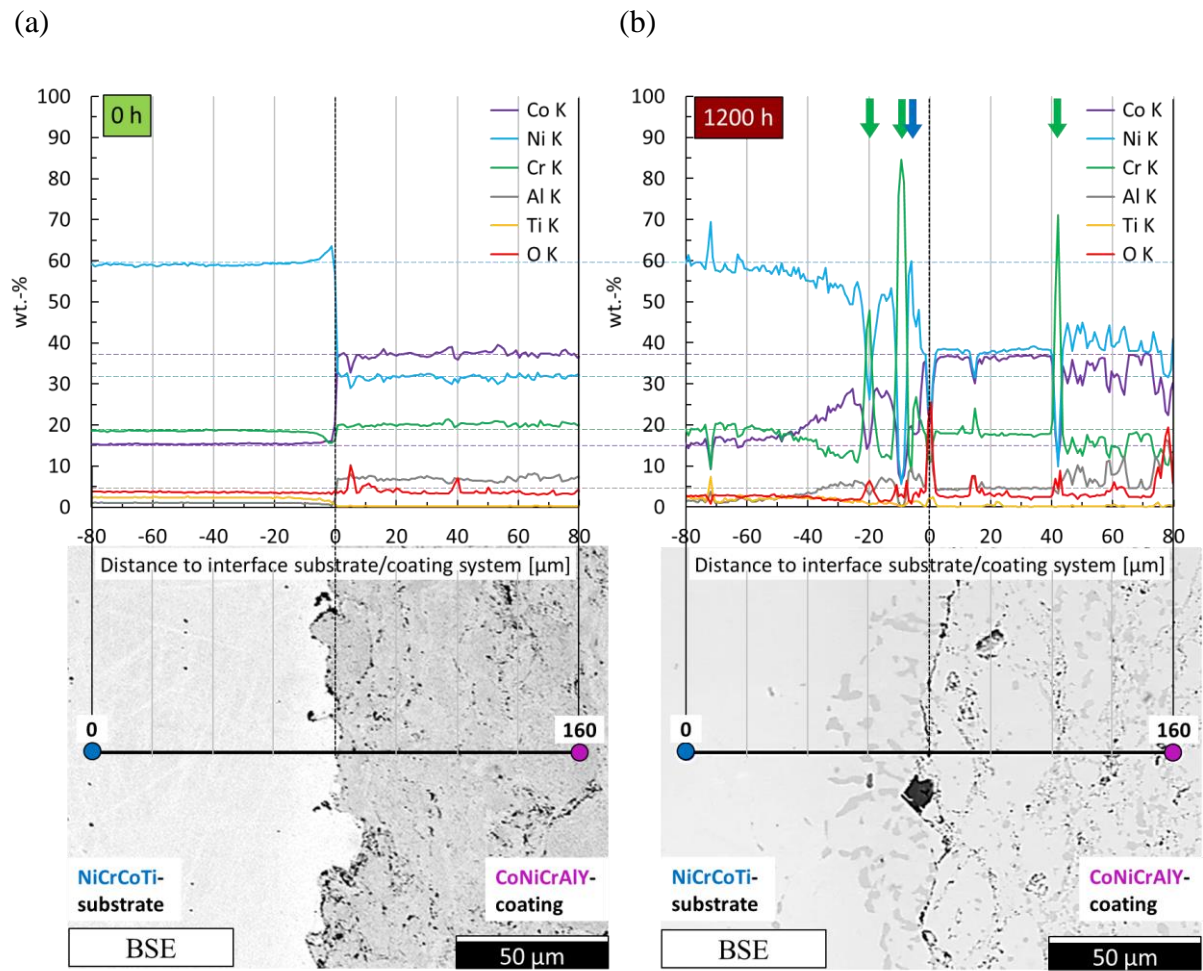 (a)
(b)
100
90
80
70
60
50
40
30
20
10
0
wt.-%
0 h
Co K
Ni K
Cr K
Al K
Ti K
O K
-80 -60 -40 -20 0 20 40 60 80
Distance to interface substrate/coating system [µm]
0
160
NiCrCoTi-
substrate
CoNiCrAlY-
coating
BSE
50 µm
100
90
80
70
60
50
40
30
20
10
0
wt.-%
1200 h
Co K
Ni K
Cr K
Al K
Ti K
O K
-80 -60 -40 -20 0 20 40 60 80
Distance to interface substrate/coating system [µm]
0
160
NiCrCoTi-
substrate
CoNiCrAlY-
coating
BSE
50 µm